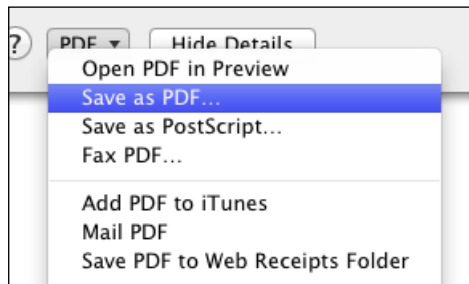 ? PDF ▾ Hide Details
Open PDF in Preview
Save as PDF...
Save as PostScript...
Fax PDF...
Add PDF to iTunes
Mail PDF
Save PDF to Web Receipts Folder